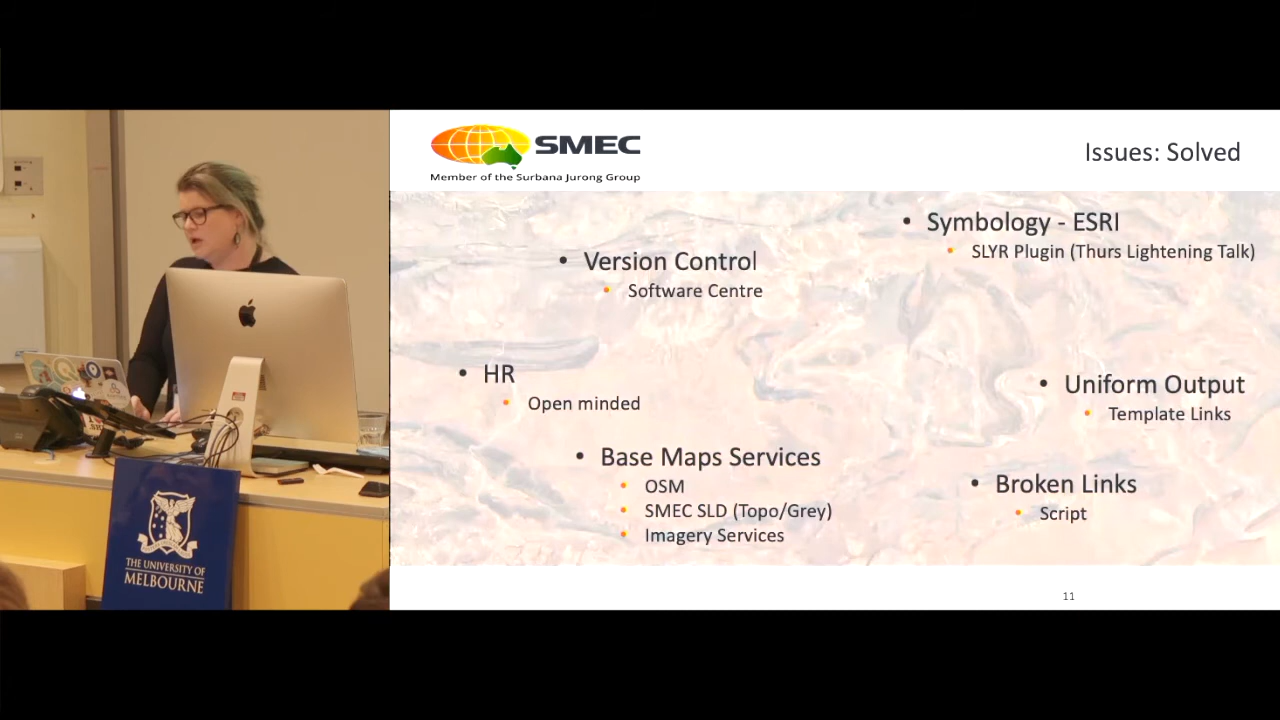 SMEC
Member of the Surbana Jurong Group
Issues: Solved
• Symbology - ESRI
• SLYR Plugin (Thurs Lightening Talk)
• Version Control
• Software Centre
• HR
• Open minded
• Uniform Output
• Template Links
• Base Maps Services
• OSM
• SMEC SLD (Topo/Grey)
• Imagery Services
• Broken Links
• Script
11
THE UNIVERSITY OF
MELBOURNE